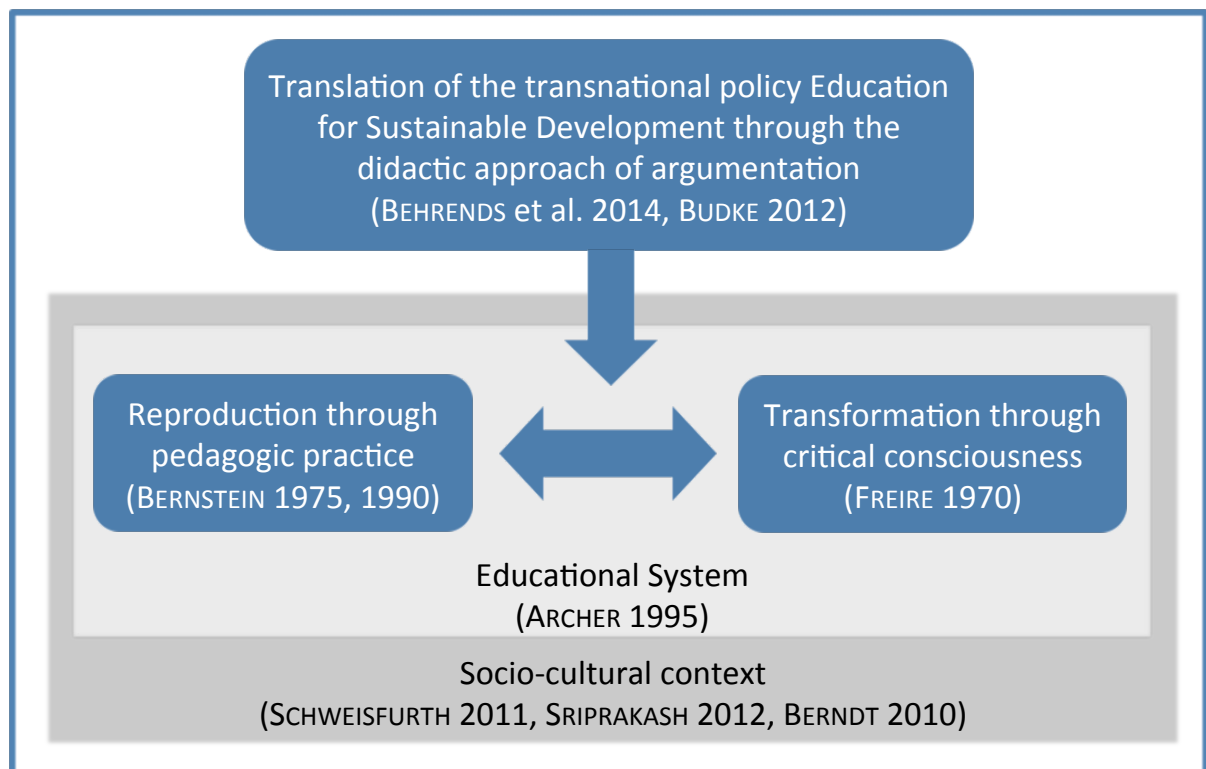 Translation of the transnational policy Education
for Sustainable Development through the
didactic approach of argumentation
(BEHRENDS et al. 2014, BUDKE 2012)
Reproduction through
pedagogic practice
(BERNSTEIN 1975, 1990)
Transformation through
critical consciousness
(FREIRE 1970)
Educational System
(ARCHER 1995)
Socio-cultural context
(SCHWEISFURTH 2011, SRIPRAKASH 2012, BERNDT 2010)